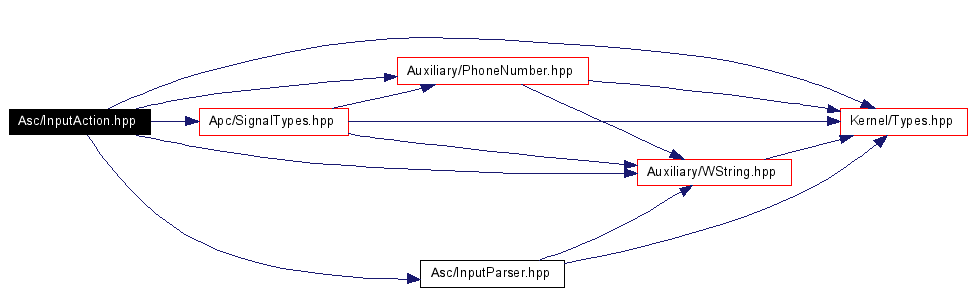 Auxiliary/PhoneNumber.hpp
Asc/InputAction.hpp
Apc/SignalTypes.hpp
Kernel/Types.hpp
Auxiliary/WString.hpp
Asc/InputParser.hpp